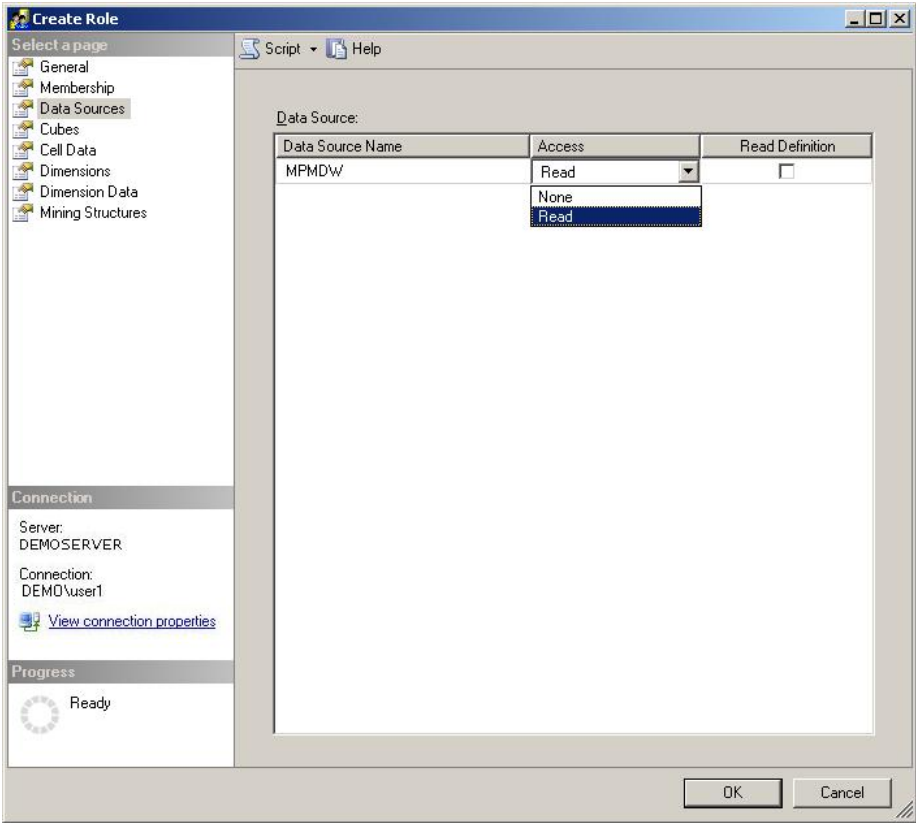 Create Role
Select a page
General
Membership
Data Sources
Cubes
Cell Data
Dimensions
Dimension Data
Mining Structures
Script Help
Data Source:
Data Source Name Access Read Definition
MPMDW Read
None
Read
Connection
Server:
DEMOSERVER
Connection:
DEMO\user1
View connection properties
Progress
Ready
OK Cancel